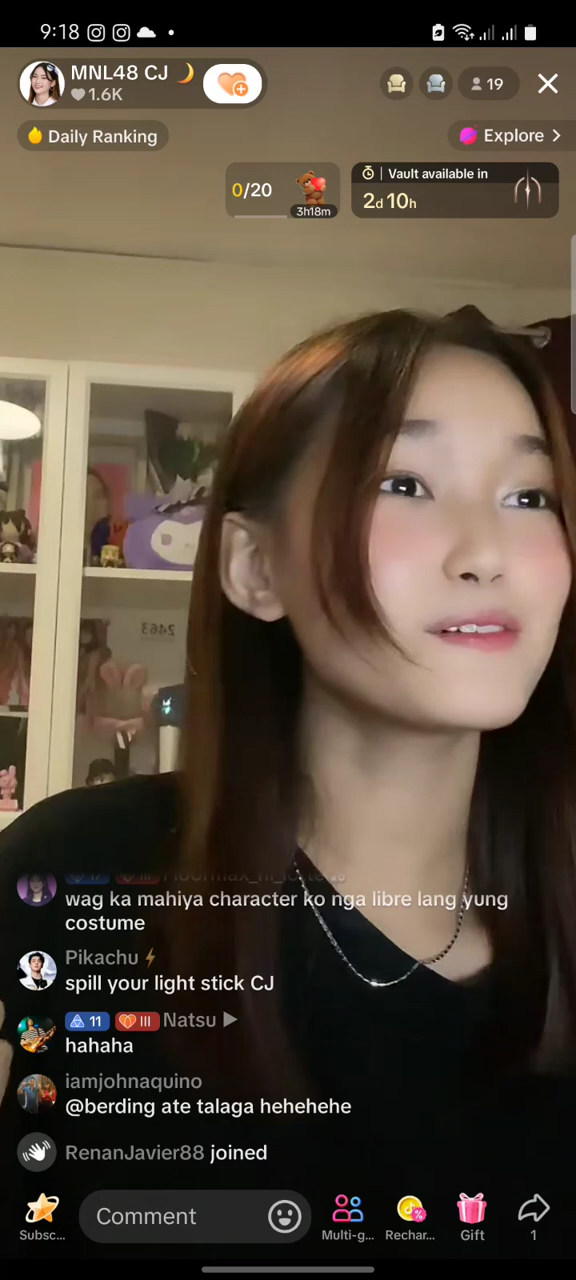 9:18
MNL48 CJ
1.6K
19
Daily Ranking
Explore >
0/20
3h18m
Vault available in
2d 10h
2463
wag ka mahiya character ko nga libre lang yung
costume
Pikachu
spill your light stick CJ
11 III Natsu
hahaha
iamjohnaquino
@berding ate talaga hehehehe
RenanJavier88 joined
Subsc...
Comment
Multi-g...
Rechar...
Gift
1